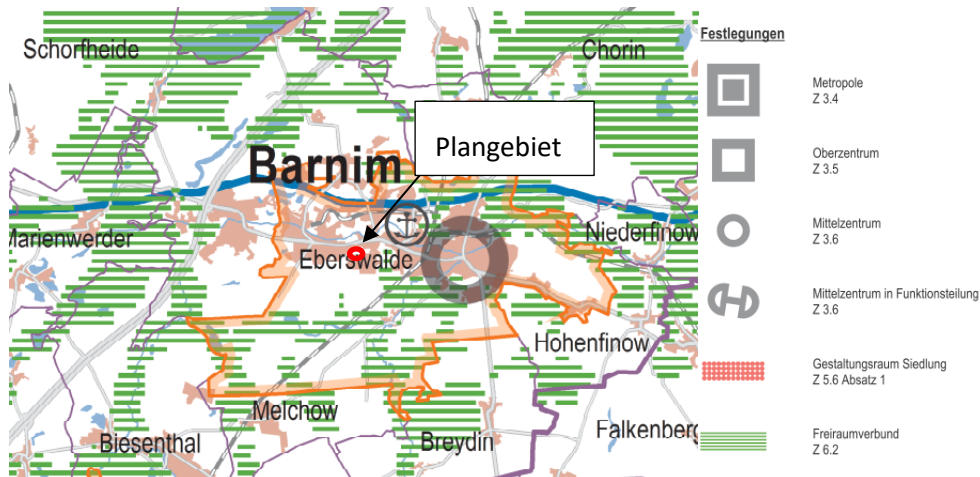 Schorfheide
Chorin
Plangebiet
Barnim
Marienwerder
Niederfinow
Eberswalde
Hohenfinow
Melchow
Biesenthal
Breydin
Falkenberg
Festlegungen
Metropole
Z 3.4
Oberzentrum
Z 3.5
Mittelzentrum
Z 3.6
Mittelzentrum in Funktionsteilung
Z 3.6
Gestaltungsraum Siedlung
Z 5.6 Absatz 1
Freiraumverbund
Z 6.2